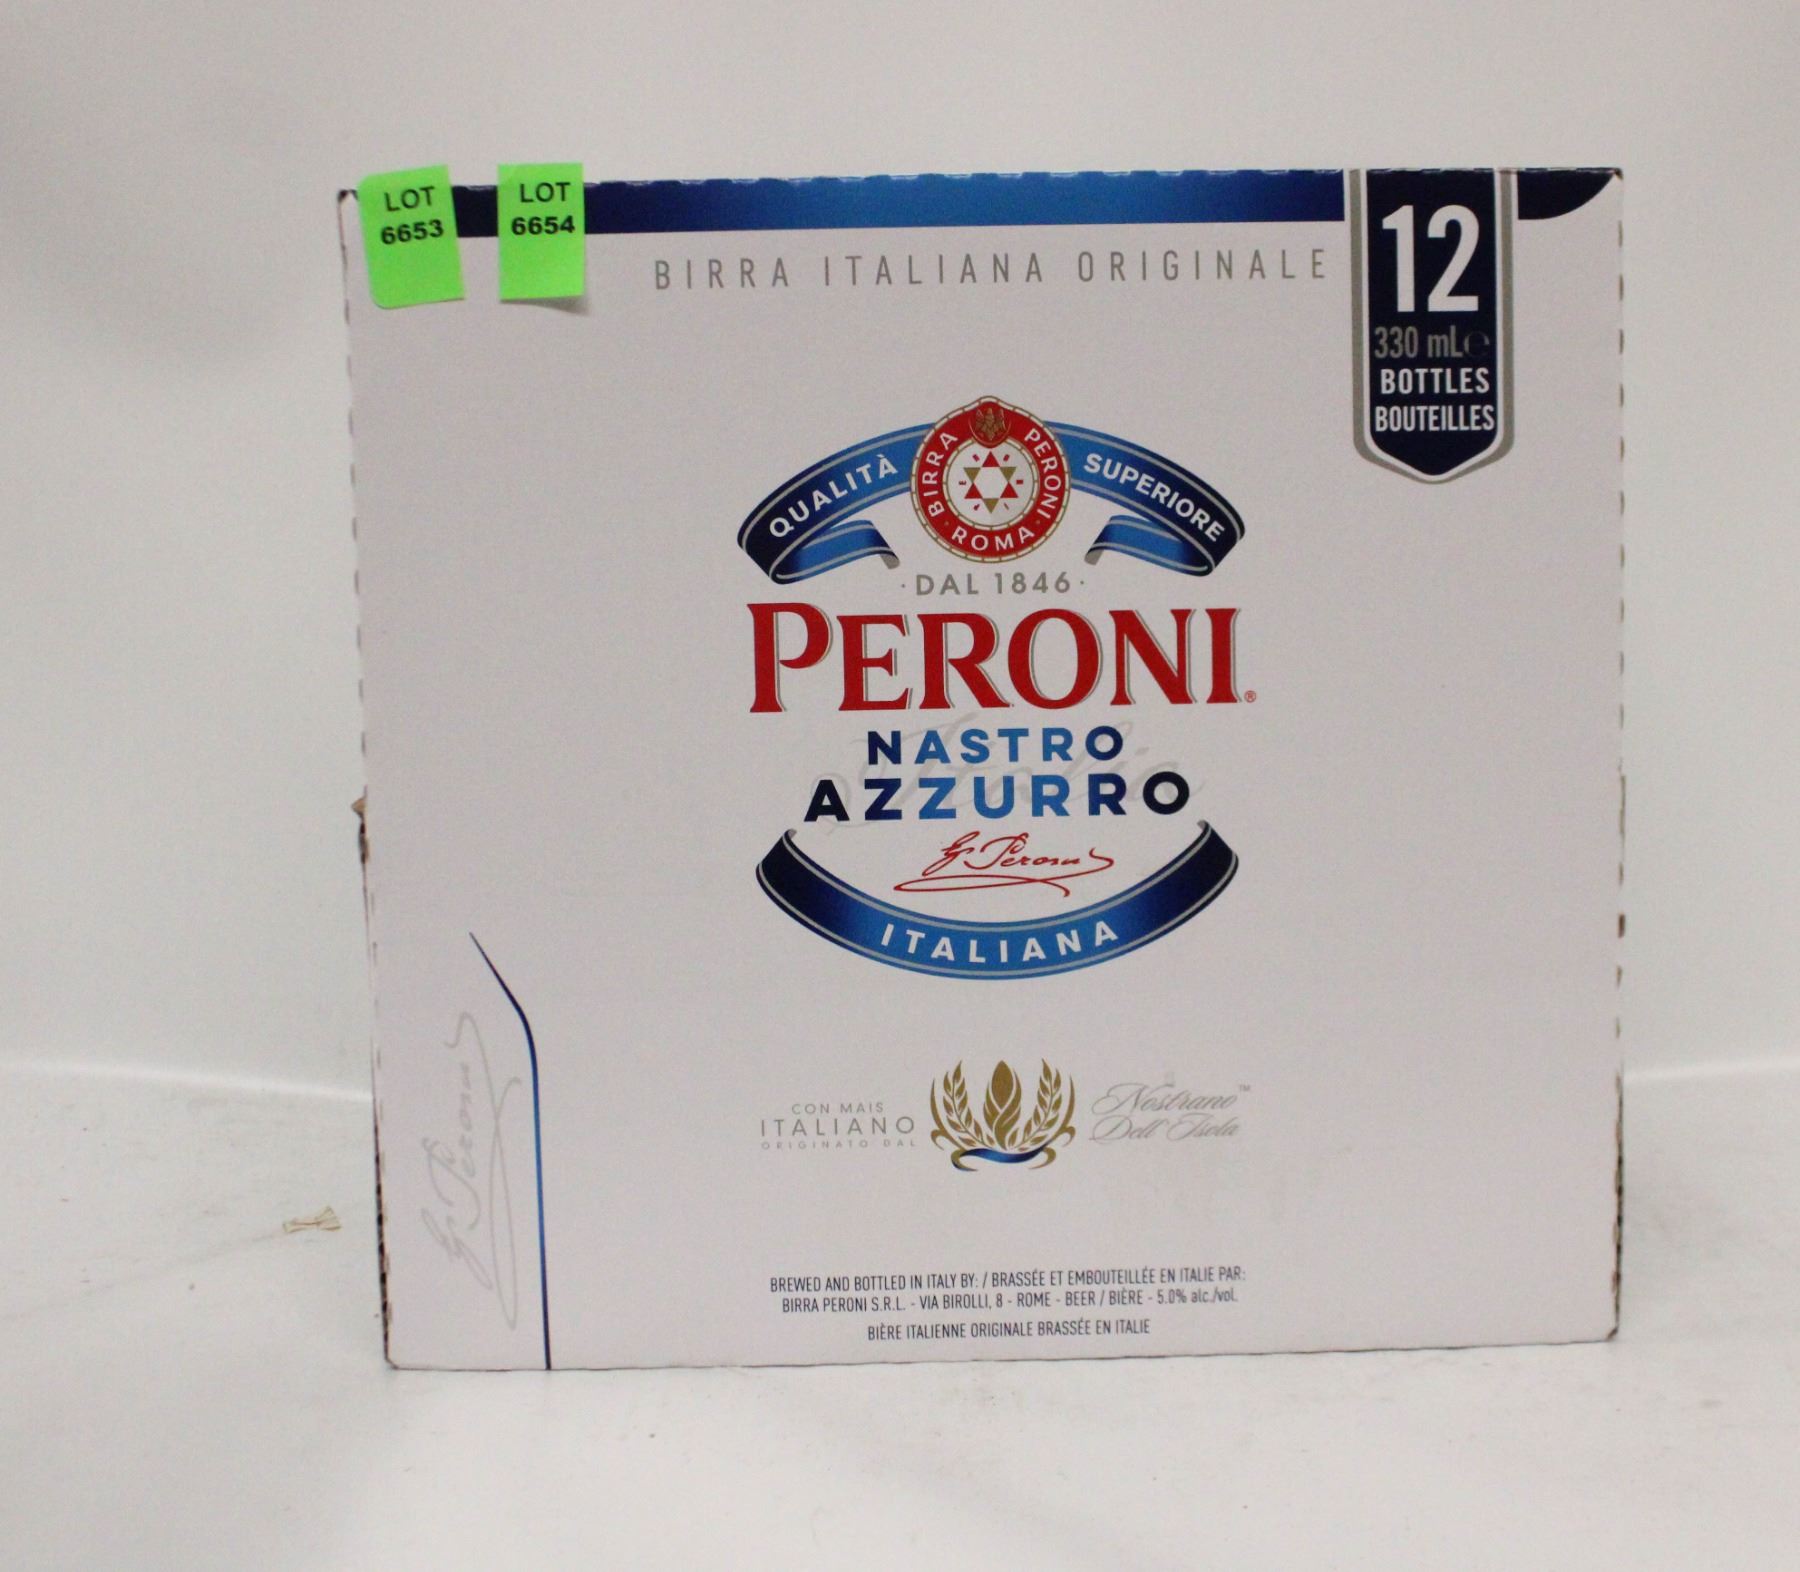 LOT
6653
LOT
6654
BIRRA ITALIANA ORIGINALE
12
330 mL℮
BOTTLES
BOUTEILLES
QUALITÀ
SUPERIORE
BIRRA PERONI
· ROMA ·
·DAL 1846·
PERONI®
NASTRO
AZZURRO
G. Peroni
ITALIANA
G. Peroni
CON MAIS
ITALIANO
ORIGINATO DAL
Nostrano™
Dell'Isola
BREWED AND BOTTLED IN ITALY BY: / BRASSÉE ET EMBOUTEILLÉE EN ITALIE PAR:
BIRRA PERONI S.R.L. - VIA BIROLLI, 8 - ROME - BEER / BIÈRE - 5.0% alc./vol.
BIÈRE ITALIENNE ORIGINALE BRASSÉE EN ITALIE